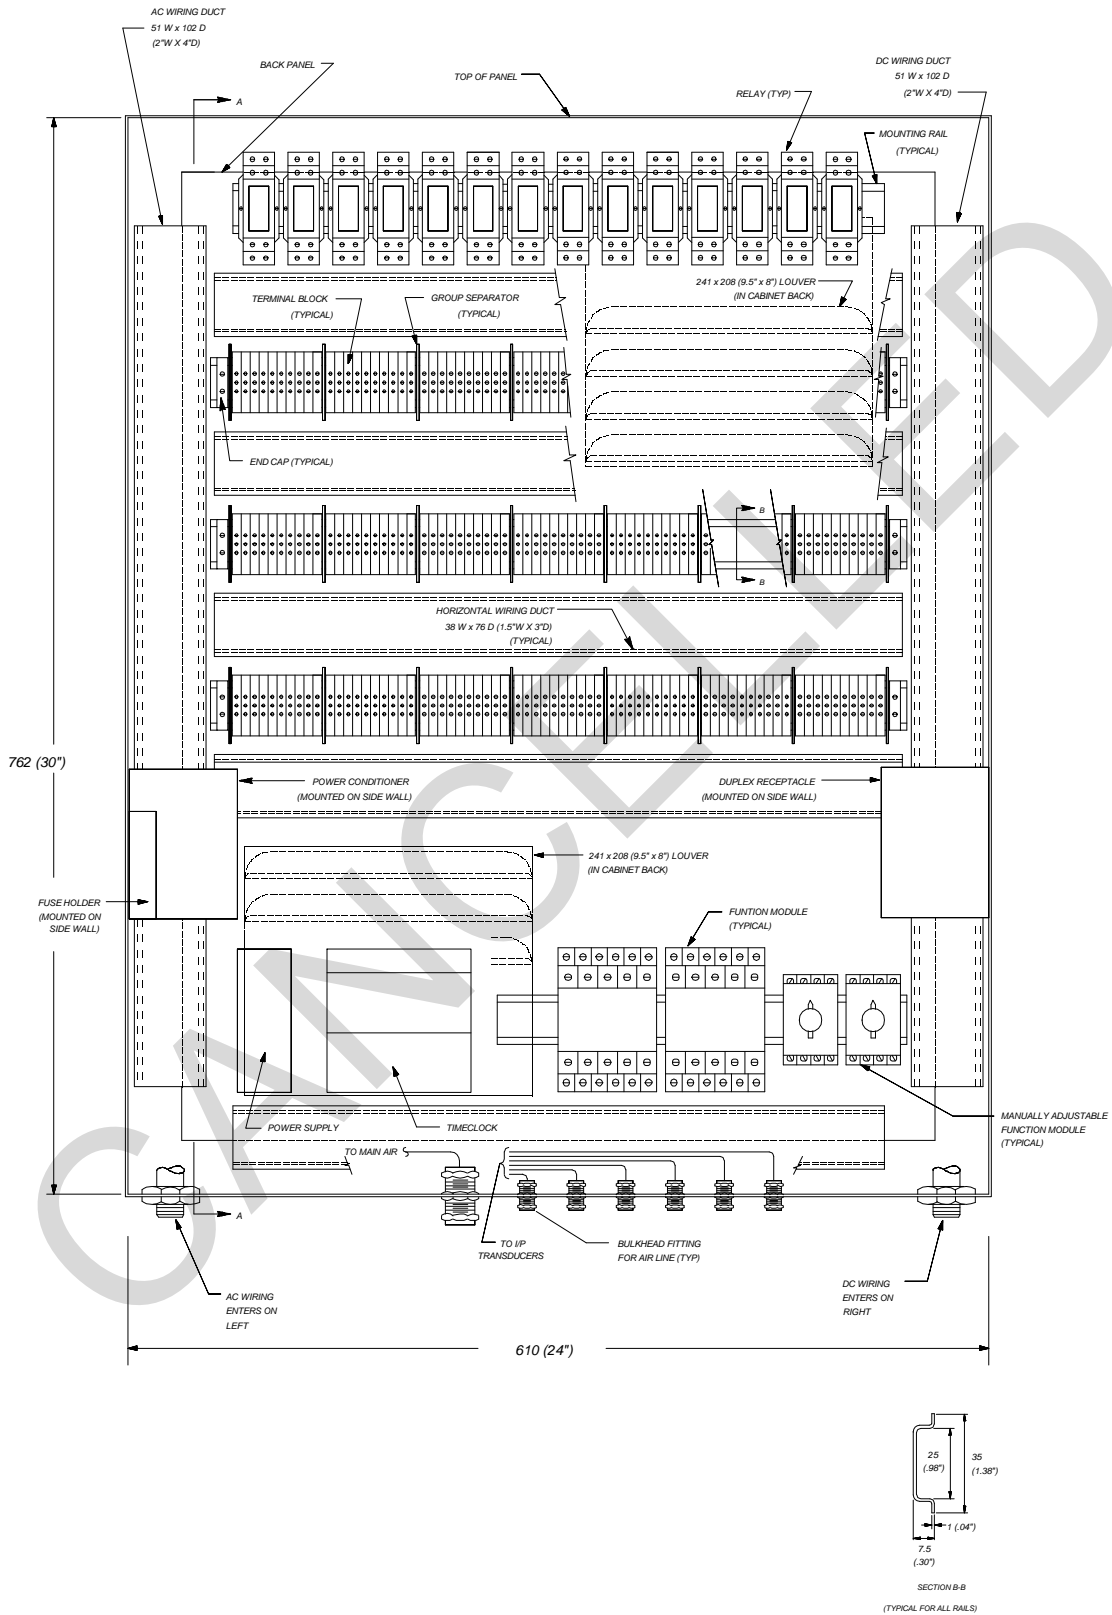 AC WIRING DUCT
51 W x 102 D
(2"W X 4"D)
BACK PANEL
TOP OF PANEL
DC WIRING DUCT
51 W x 102 D
(2"W X 4"D)
RELAY (TYP)
A
MOUNTING RAIL
(TYPICAL)
TERMINAL BLOCK
(TYPICAL)
GROUP SEPARATOR
(TYPICAL)
241 x 208 (9.5" x 8") LOUVER
(IN CABINET BACK)
END CAP (TYPICAL)
B
B
HORIZONTAL WIRING DUCT
38 W x 76 D (1.5"W X 3"D)
(TYPICAL)
762 (30")
POWER CONDITIONER
(MOUNTED ON SIDE WALL)
DUPLEX RECEPTACLE
(MOUNTED ON SIDE WALL)
241 x 208 (9.5" x 8") LOUVER
(IN CABINET BACK)
FUSE HOLDER
(MOUNTED ON
SIDE WALL)
FUNTION MODULE
(TYPICAL)
POWER SUPPLY
TIMECLOCK
MANUALLY ADJUSTABLE
FUNCTION MODULE
(TYPICAL)
TO MAIN AIR
A
TO I/P
TRANSDUCERS
BULKHEAD FITTING
FOR AIR LINE (TYP)
AC WIRING
ENTERS ON
LEFT
DC WIRING
ENTERS ON
RIGHT
610 (24")
25
(.98")
35
(1.38")
1 (.04")
7.5
(.30")
SECTION B-B
(TYPICAL FOR ALL RAILS)
CANCELLED